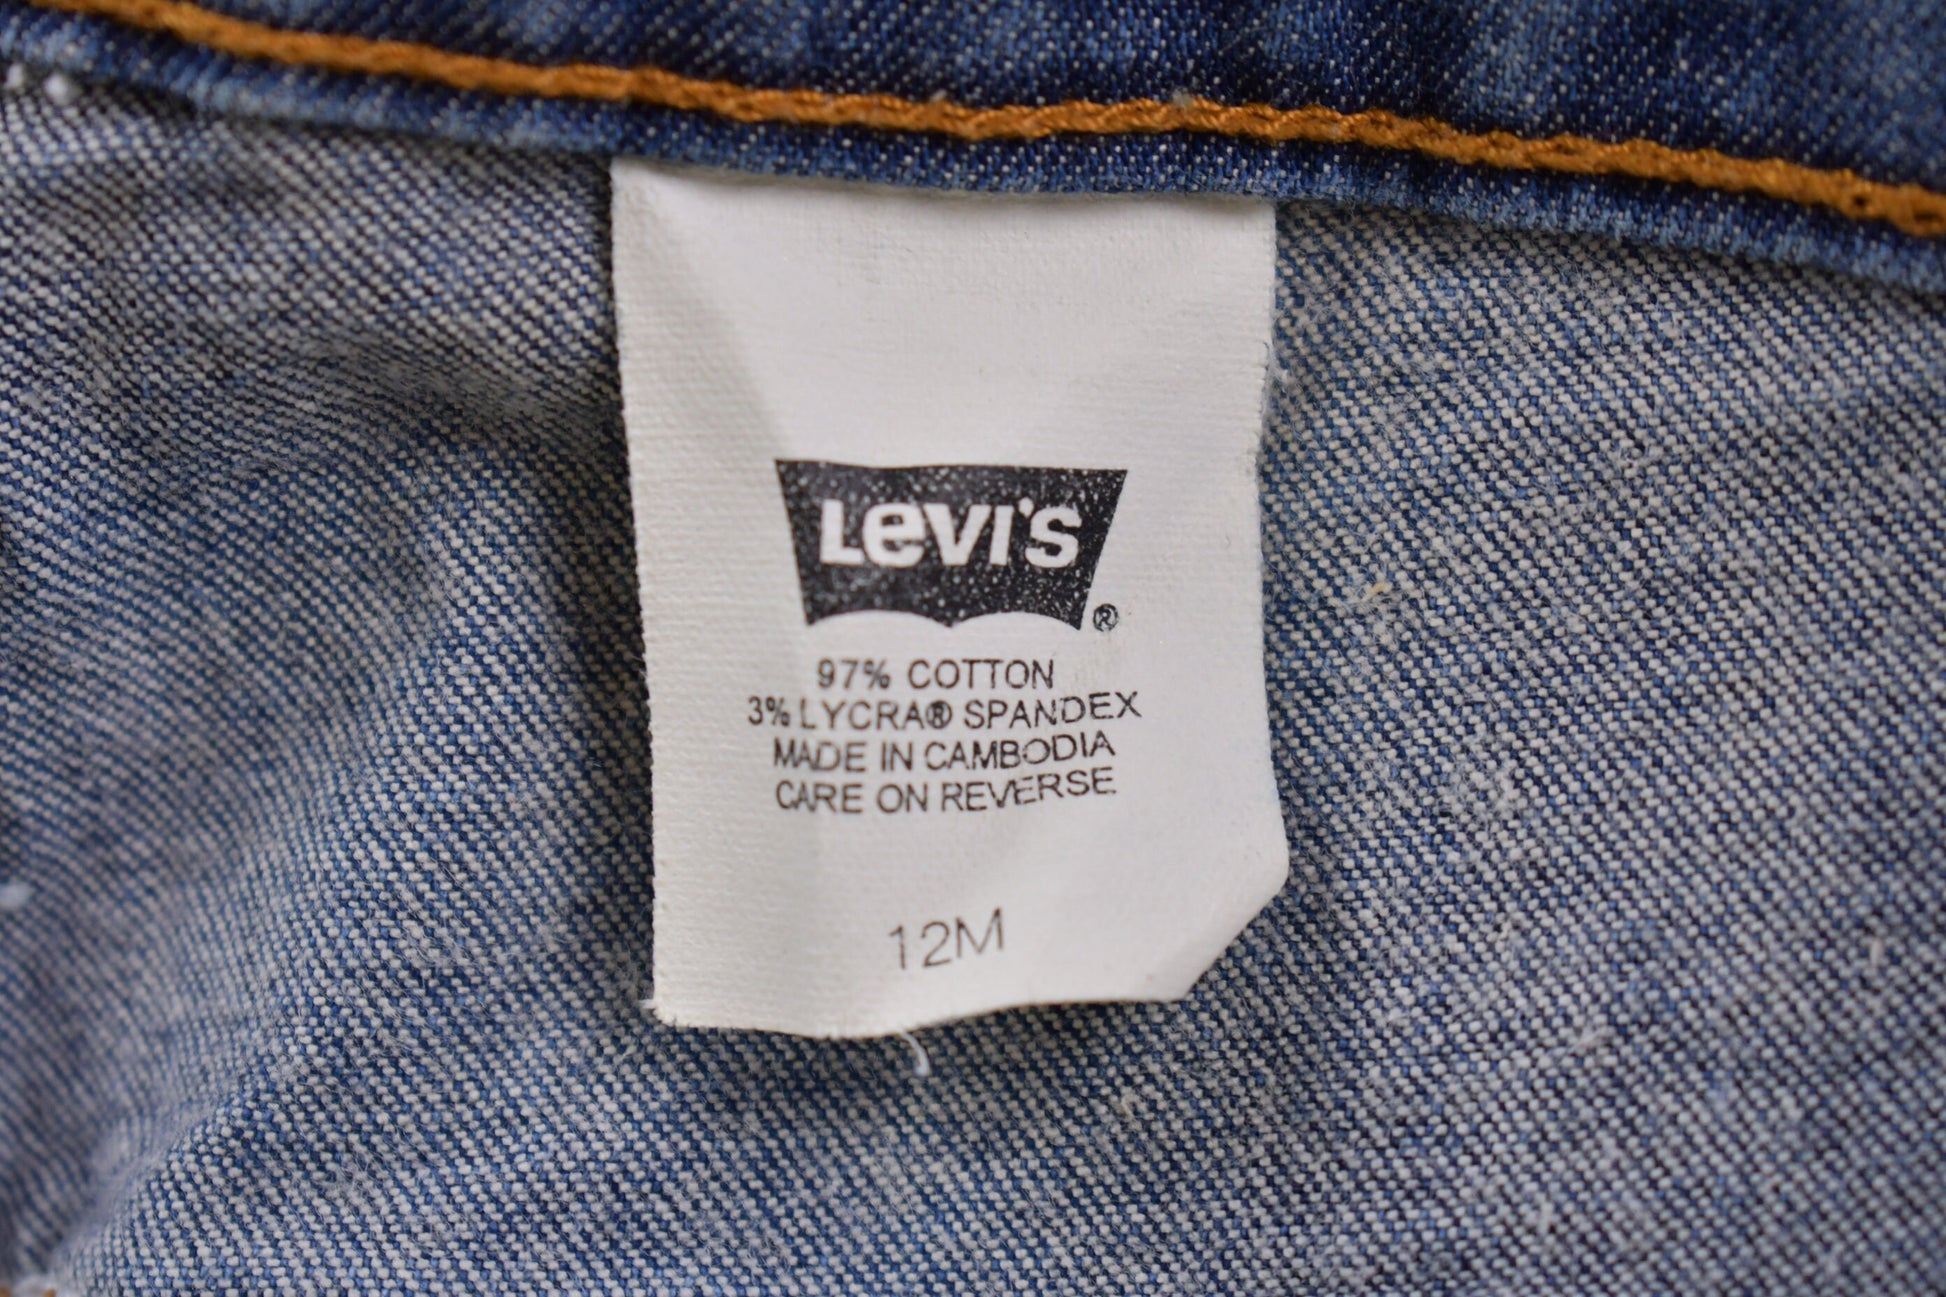 LEVI'S ®
97% COTTON
3% LYCRA® SPANDEX
MADE IN CAMBODIA
CARE ON REVERSE
12M